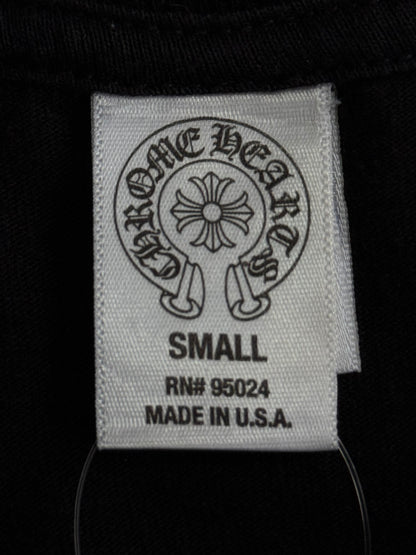 CHROME HEARTS
SMALL
RN# 95024
MADE IN U.S.A.